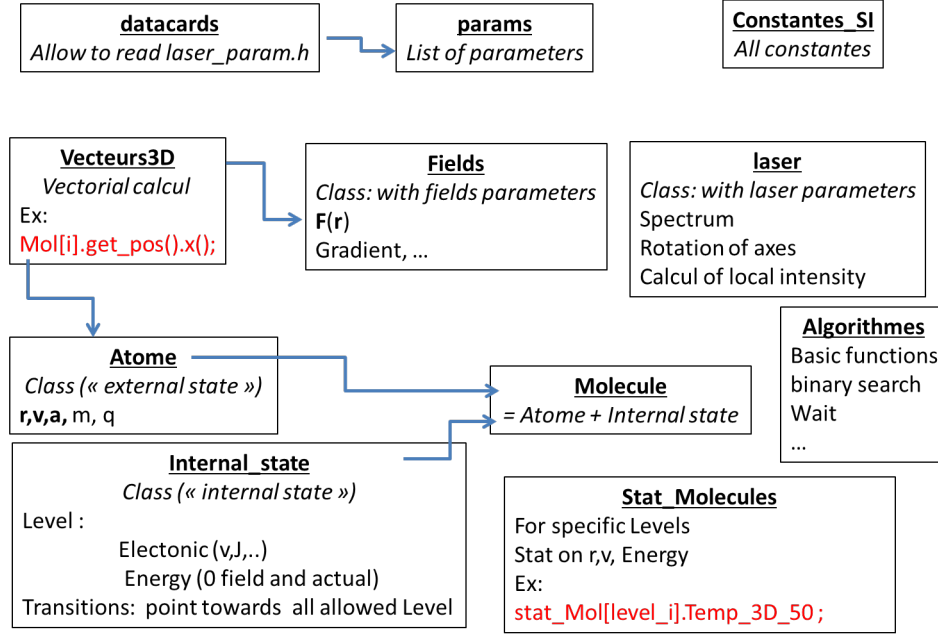 datacards
Allow to read laser_param.h
params
List of parameters
Constantes_SI
All constantes
Vecteurs3D
Vectorial calcul
Ex:
Mol[i].get_pos().x();
Fields
Class: with fields parameters
F(r)
Gradient, ...
laser
Class: with laser parameters
Spectrum
Rotation of axes
Calcul of local intensity
Algorithmes
Basic functions
binary search
Wait
...
Atome
Class (« external state »)
r,v,a, m, q
Molecule
= Atome + Internal state
Internal_state
Class (« internal state »)
Level :
Electonic (v,J,..)
Energy (0 field and actual)
Transitions: point towards all allowed Level
Stat_Molecules
For specific Levels
Stat on r,v, Energy
Ex:
stat_Mol[level_i].Temp_3D_50 ;